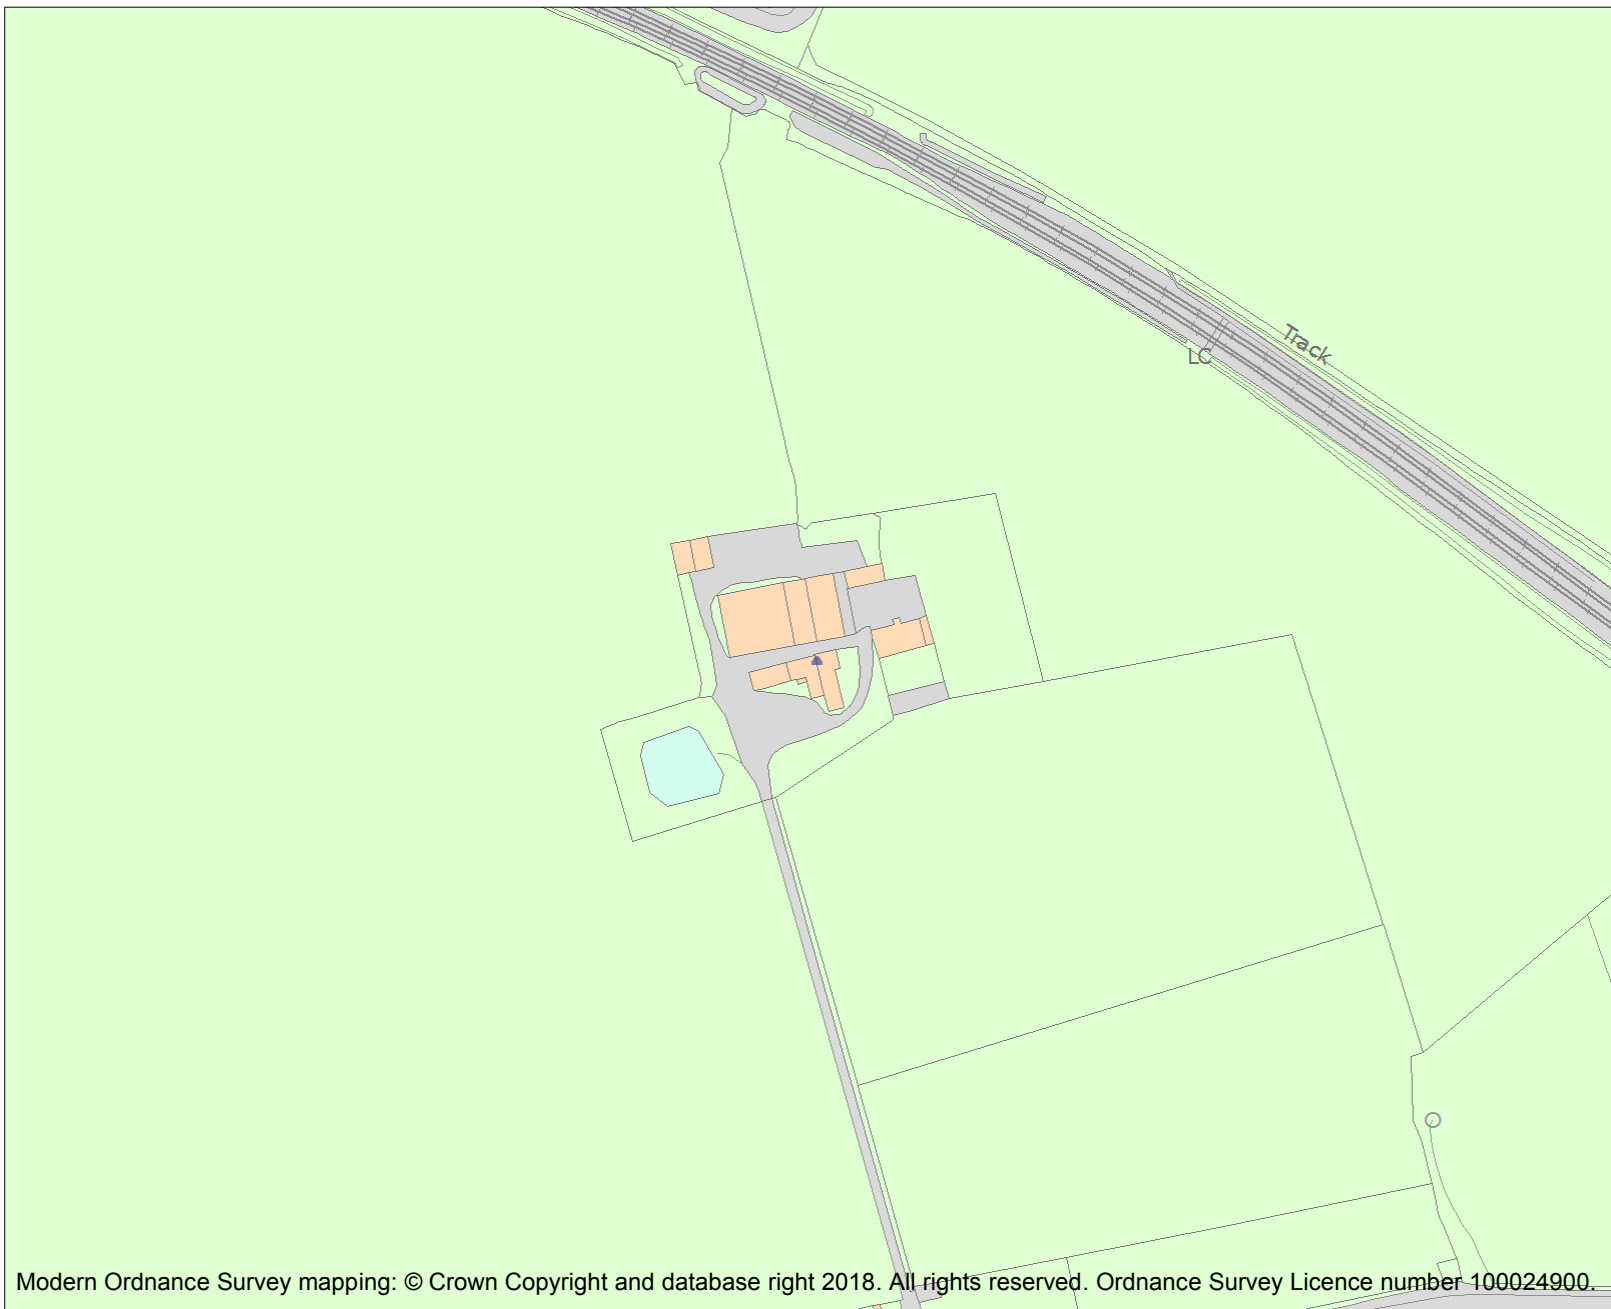 Track
LC
Modern Ordnance Survey mapping: © Crown Copyright and database right 2018. All rights reserved. Ordnance Survey Licence number 100024900.